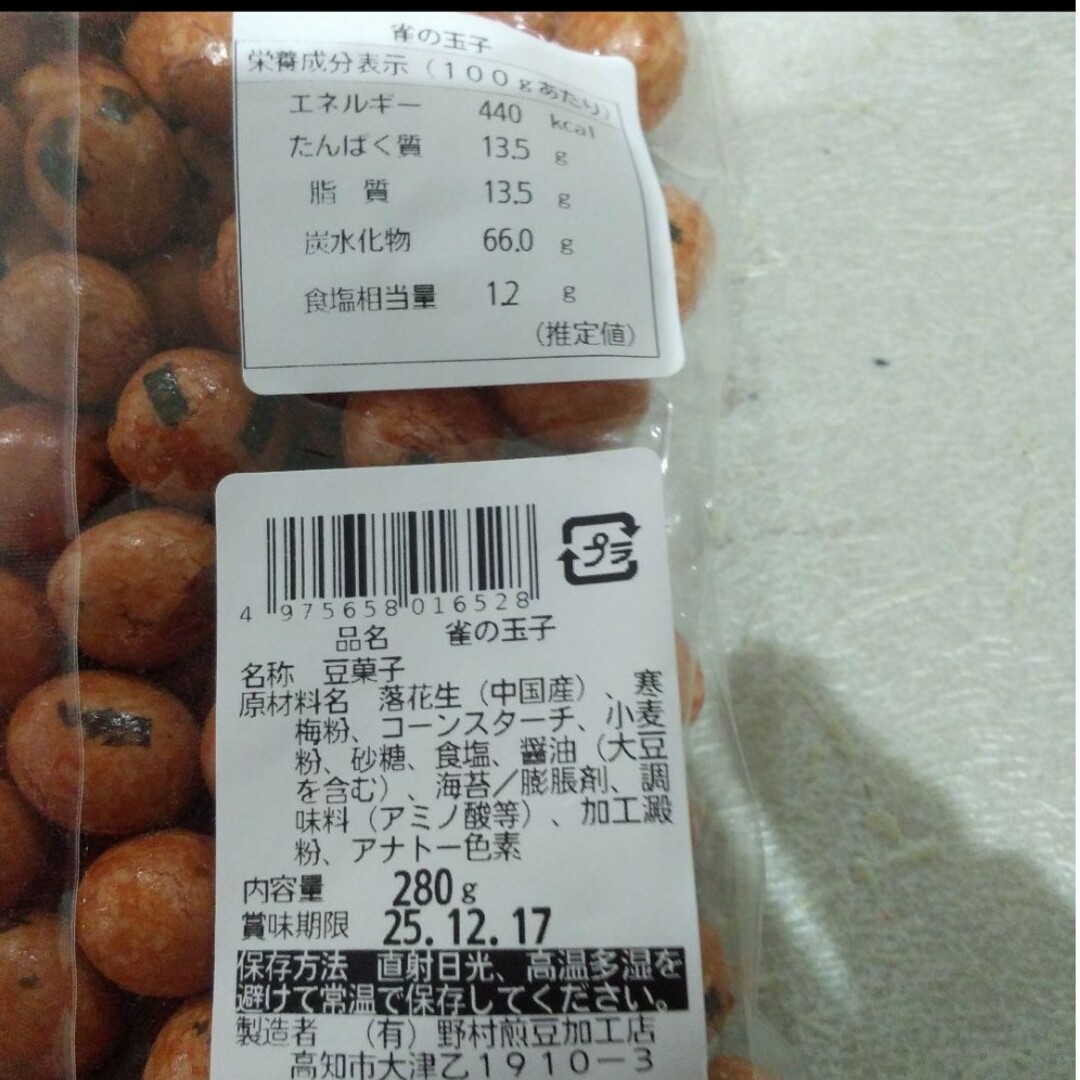 雀の玉子
栄養成分表示（１００ｇあたり）
エネルギー 440 kcal
たんぱく質 13.5 g
脂 質 13.5 g
炭水化物 66.0 g
食塩相当量 1.2 g
（推定値）
プラ
4 975658 016528
品名 雀の玉子
名称 豆菓子
原材料名 落花生（中国産）、寒
梅粉、コーンスターチ、小麦
粉、砂糖、食塩、醤油（大豆
を含む）、海苔／膨脹剤、調
味料（アミノ酸等）、加工澱
粉、アナトー色素
内容量 280g
賞味期限 25.12.17
保存方法 直射日光、高温多湿を
避けて常温で保存してください。
製造者 （有）野村煎豆加工店
高知市大津乙１９１０－３